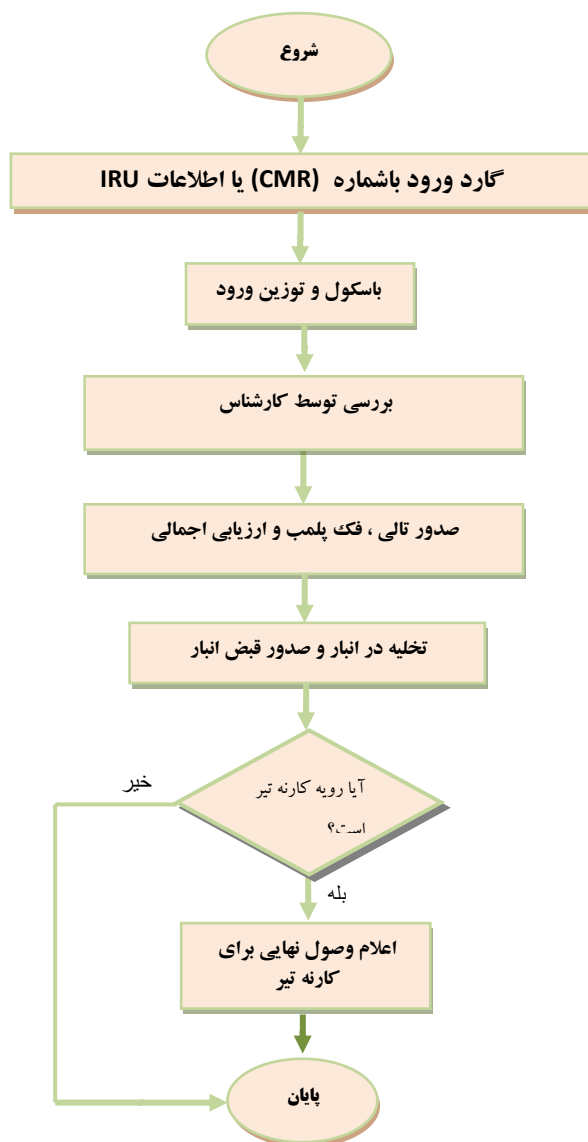 شروع
گارد ورود باشماره (CMR) یا اطلاعات IRU
باسکول و توزین ورود
بررسی توسط کارشناس
صدور تالی ، فک پلمب و ارزیابی اجمالی
تخلیه در انبار و صدور قبض انبار
آیا رویه کارنه تیر
است؟
خیر
بله
اعلام وصول نهایی برای
کارنه تیر
پایان